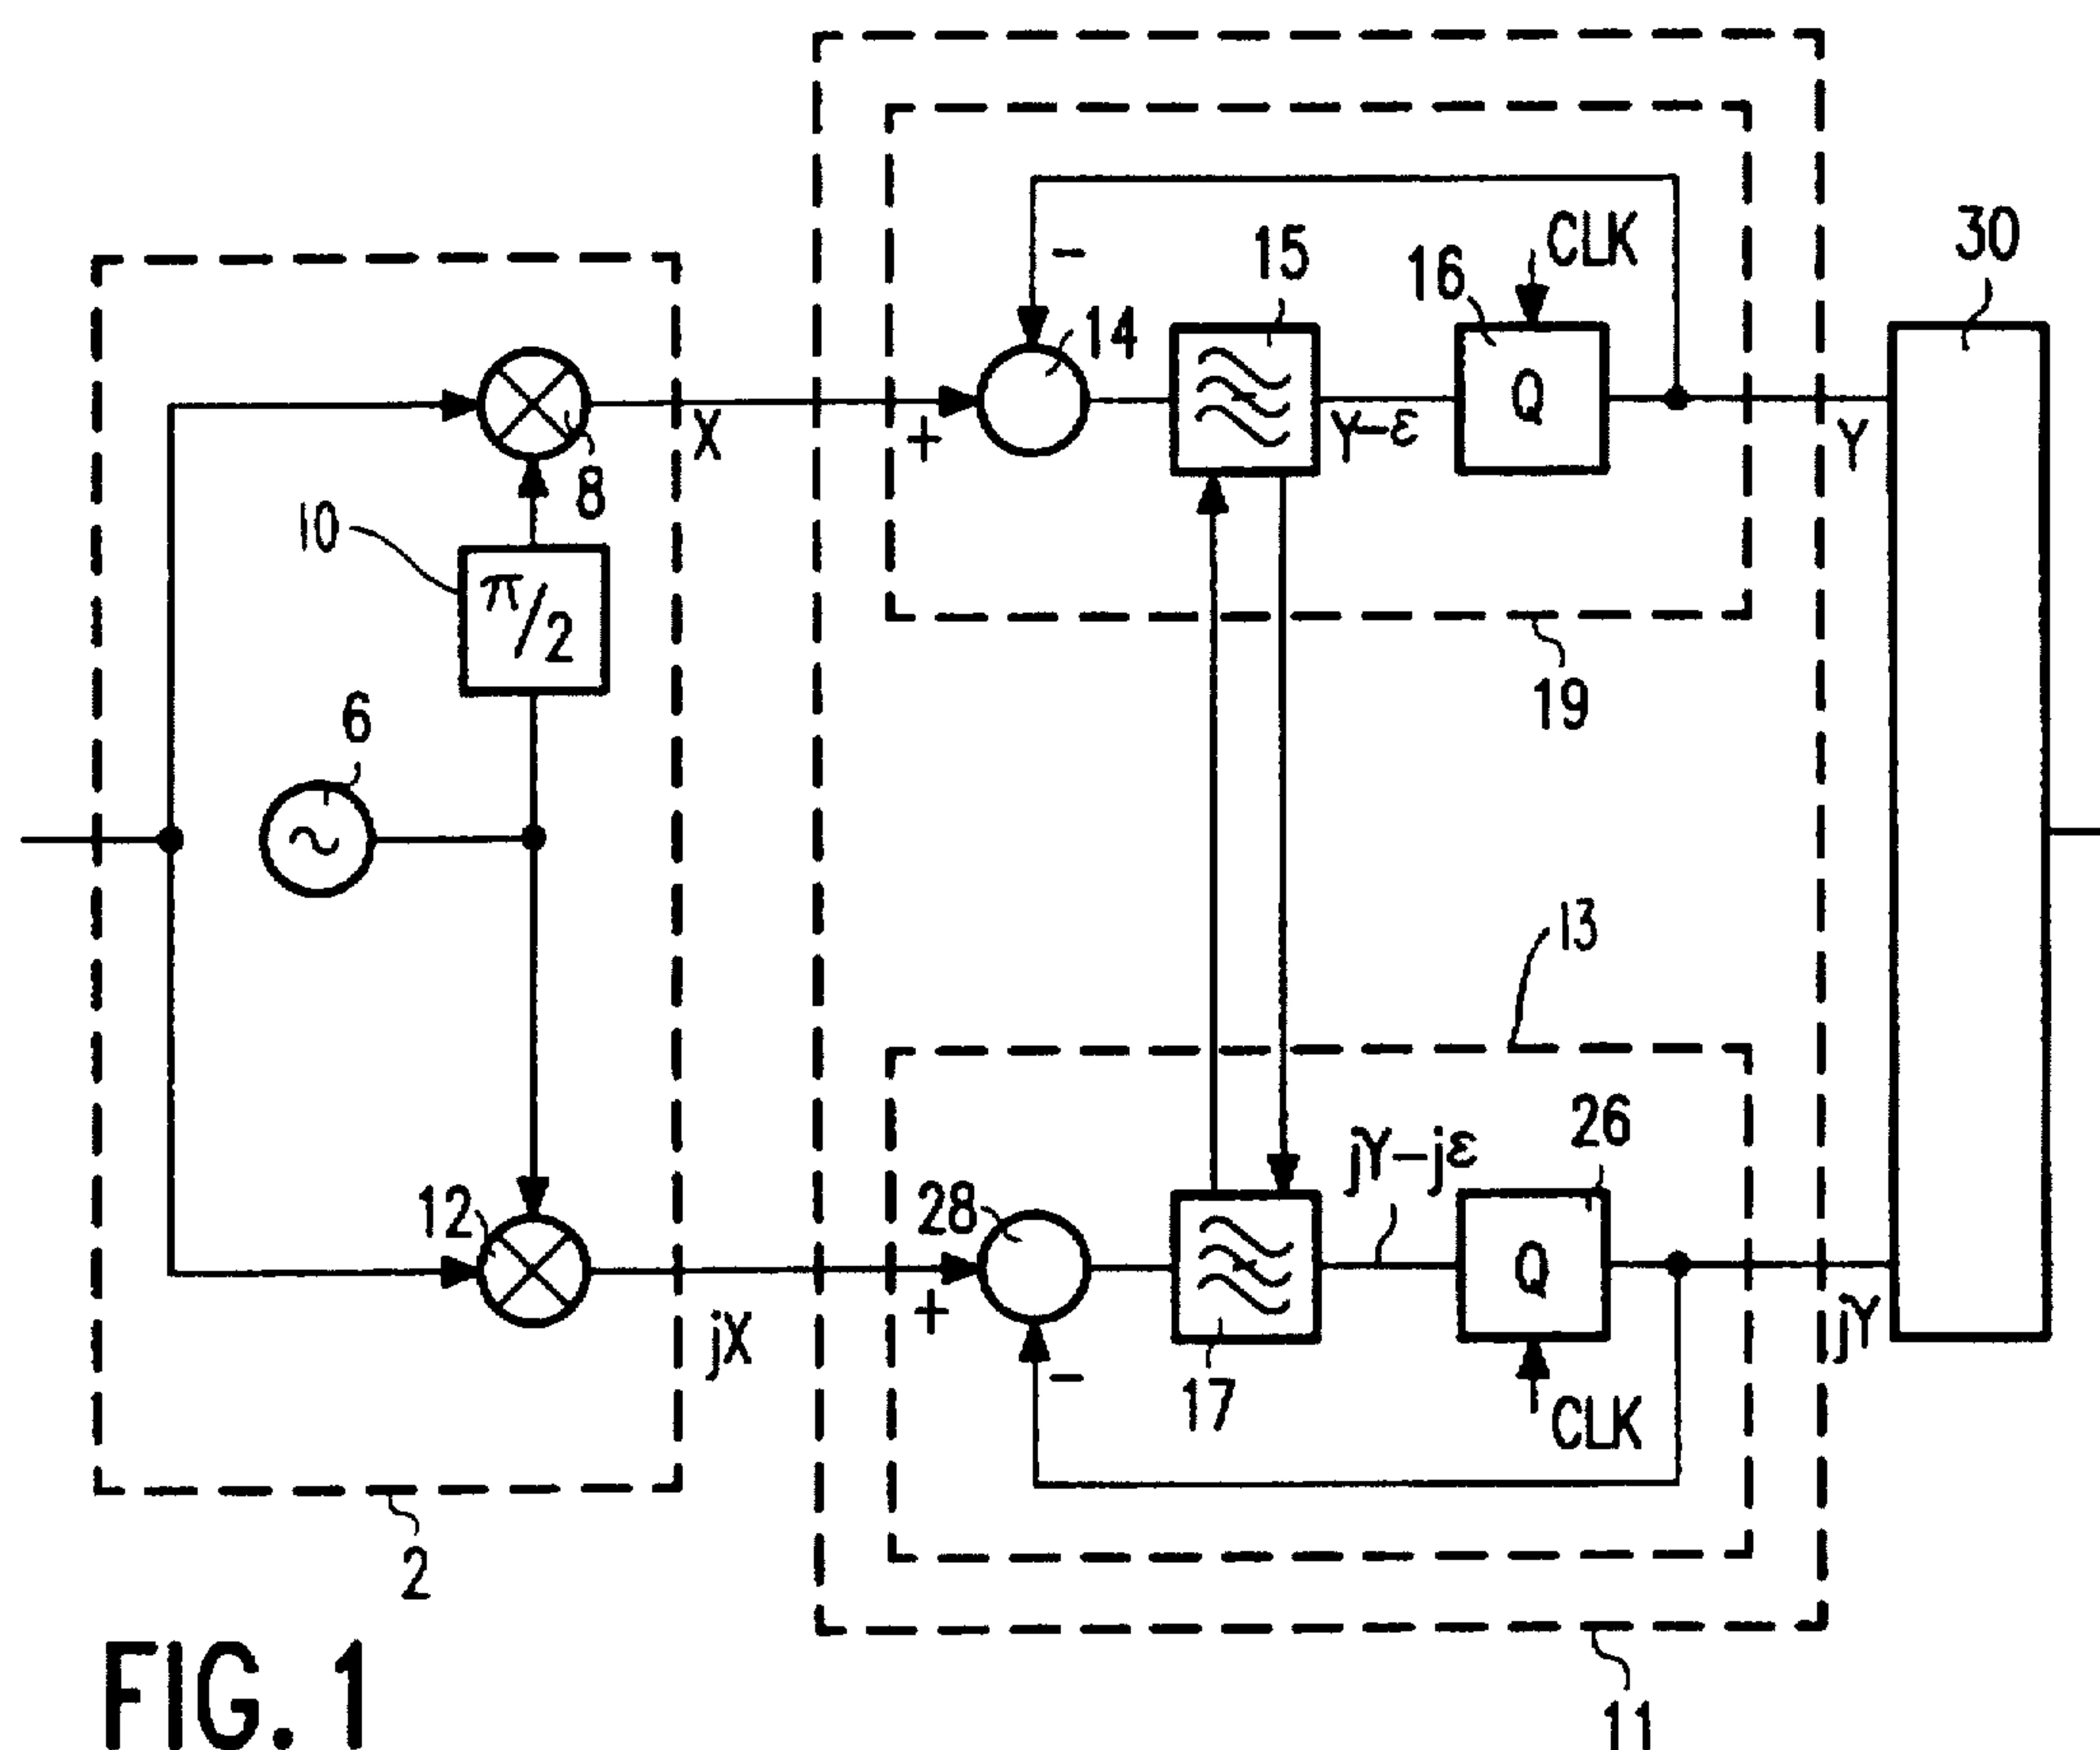 CLK
30
15
16
-
14
Q
X
+
Y-ε
Y
8
10
π/2
19
6
13
26
jY-jε
12
28
Q
+
jX
jY
-
17
CLK
2
FIG. 1
11